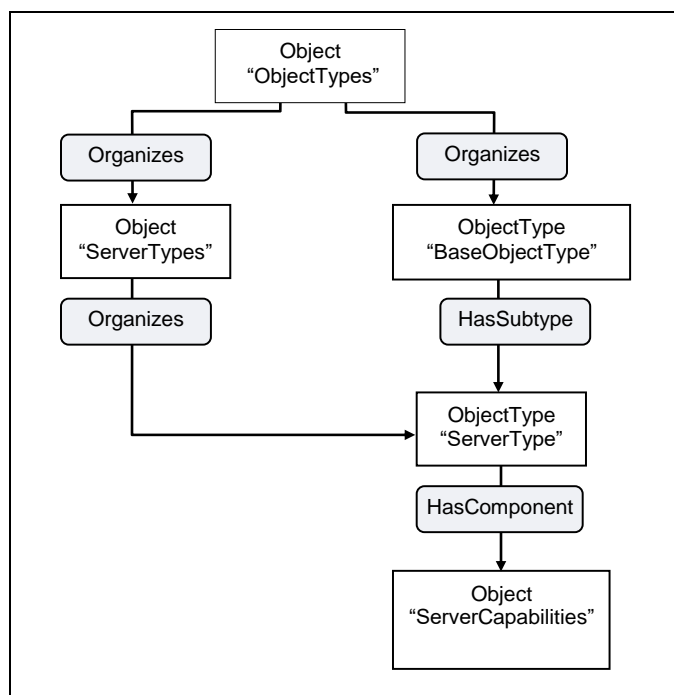 Object
“ObjectTypes”
Organizes
Organizes
Object
“ServerTypes”
ObjectType
“BaseObjectType”
Organizes
HasSubtype
ObjectType
“ServerType”
HasComponent
Object
“ServerCapabilities”